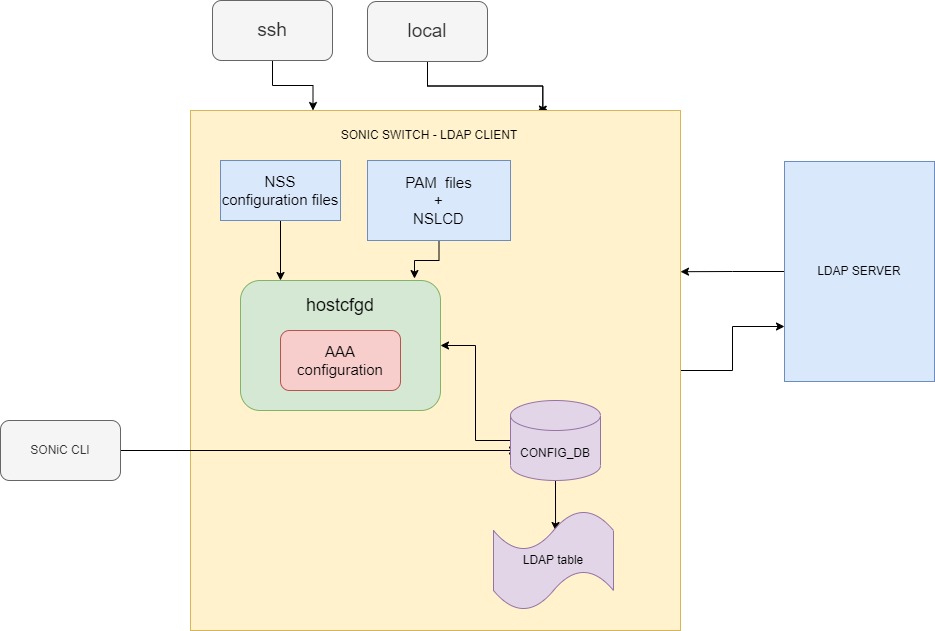 ssh
local
SONIC SWITCH - LDAP CLIENT
NSS
configuration files
PAM files
+
NSLCD
LDAP SERVER
hostcfgd
AAA
configuration
SONiC CLI
CONFIG_DB
LDAP table